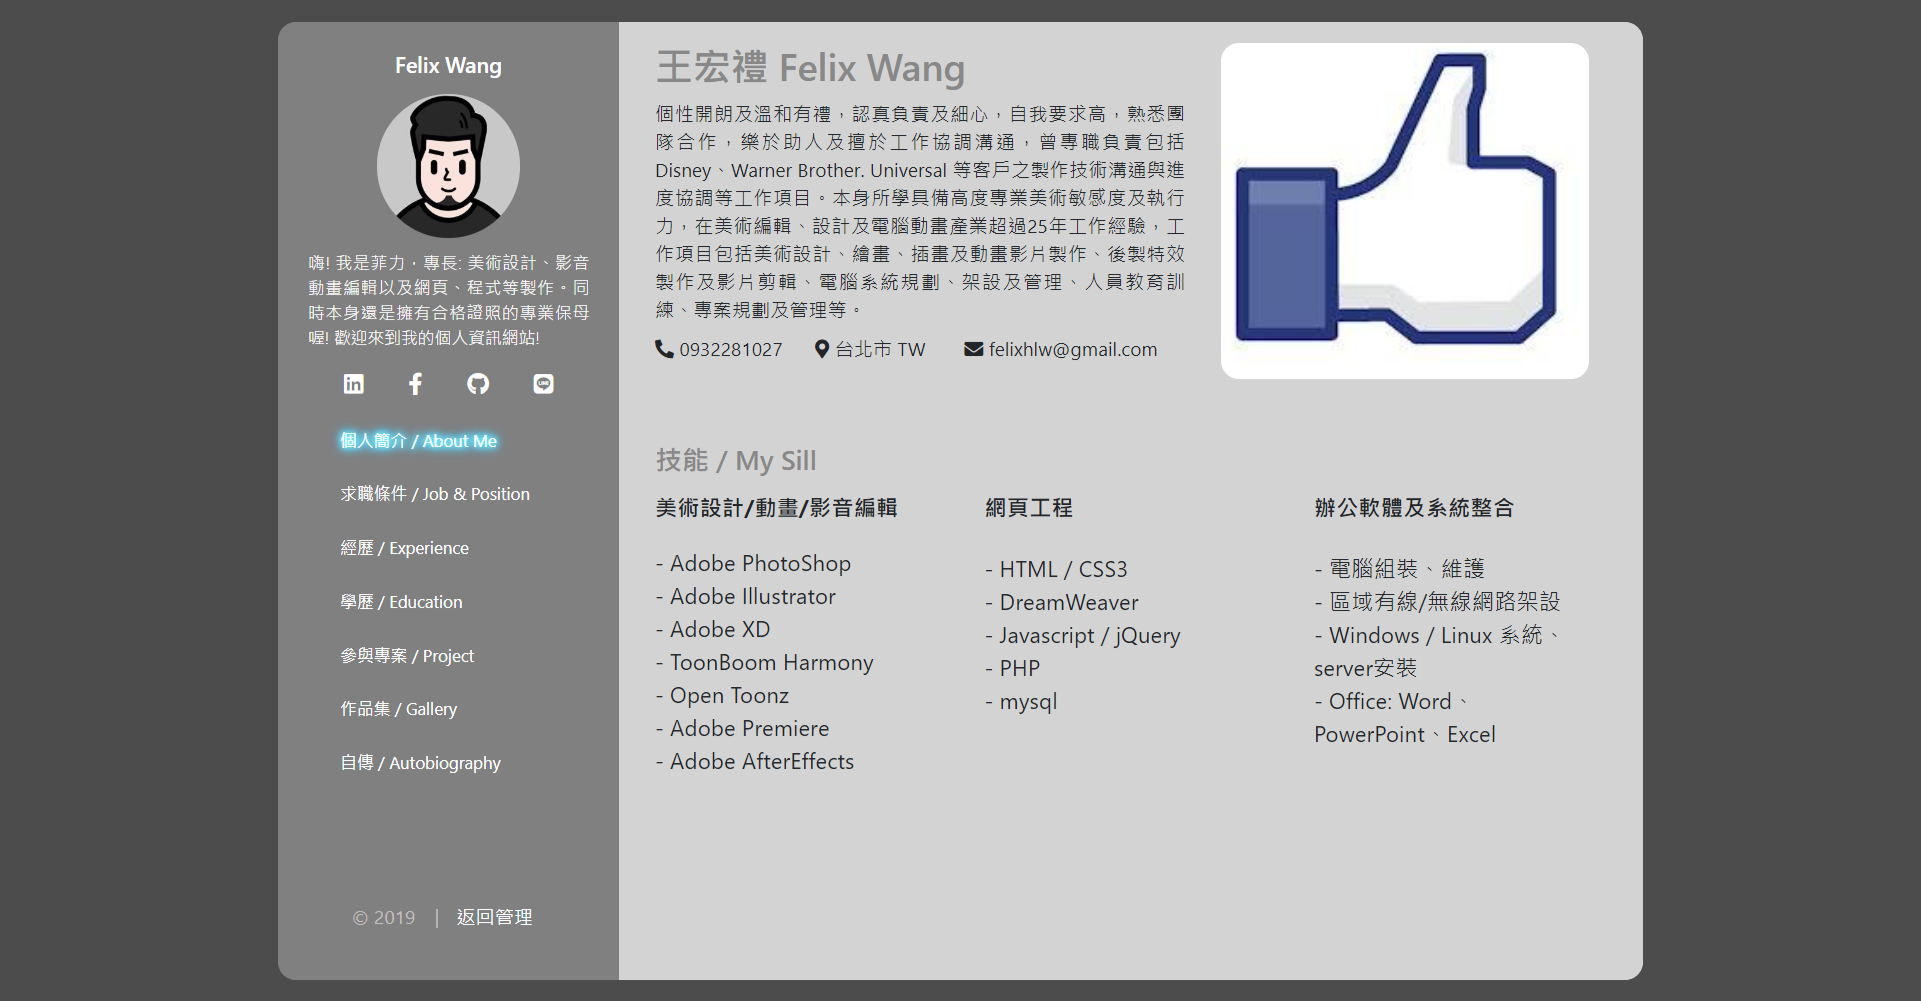 Felix Wang
嗨! 我是菲力，專長: 美術設計、影音
動畫編輯以及網頁、程式等製作。同
時本身還是擁有合格證照的專業保母
喔! 歡迎來到我的個人資訊網站!
個人簡介 / About Me
求職條件 / Job & Position
經歷 / Experience
學歷 / Education
參與專案 / Project
作品集 / Gallery
自傳 / Autobiography
© 2019 | 返回管理
王宏禮 Felix Wang
個性開朗及溫和有禮，認真負責及細心，自我要求高，熟悉團
隊合作，樂於助人及擅於工作協調溝通，曾專職負責包括
Disney、Warner Brother. Universal 等客戶之製作技術溝通與進
度協調等工作項目。本身所學具備高度專業美術敏感度及執行
力，在美術編輯、設計及電腦動畫產業超過25年工作經驗，工
作項目包括美術設計、繪畫、插畫及動畫影片製作、後製特效
製作及影片剪輯、電腦系統規劃、架設及管理、人員教育訓
練、專案規劃及管理等。
0932281027 台北市 TW felixhlw@gmail.com
技能 / My Sill
美術設計/動畫/影音編輯
- Adobe PhotoShop
- Adobe Illustrator
- Adobe XD
- ToonBoom Harmony
- Open Toonz
- Adobe Premiere
- Adobe AfterEffects
網頁工程
- HTML / CSS3
- DreamWeaver
- Javascript / jQuery
- PHP
- mysql
辦公軟體及系統整合
- 電腦組裝、維護
- 區域有線/無線網路架設
- Windows / Linux 系統、
server安裝
- Office: Word、
PowerPoint、Excel